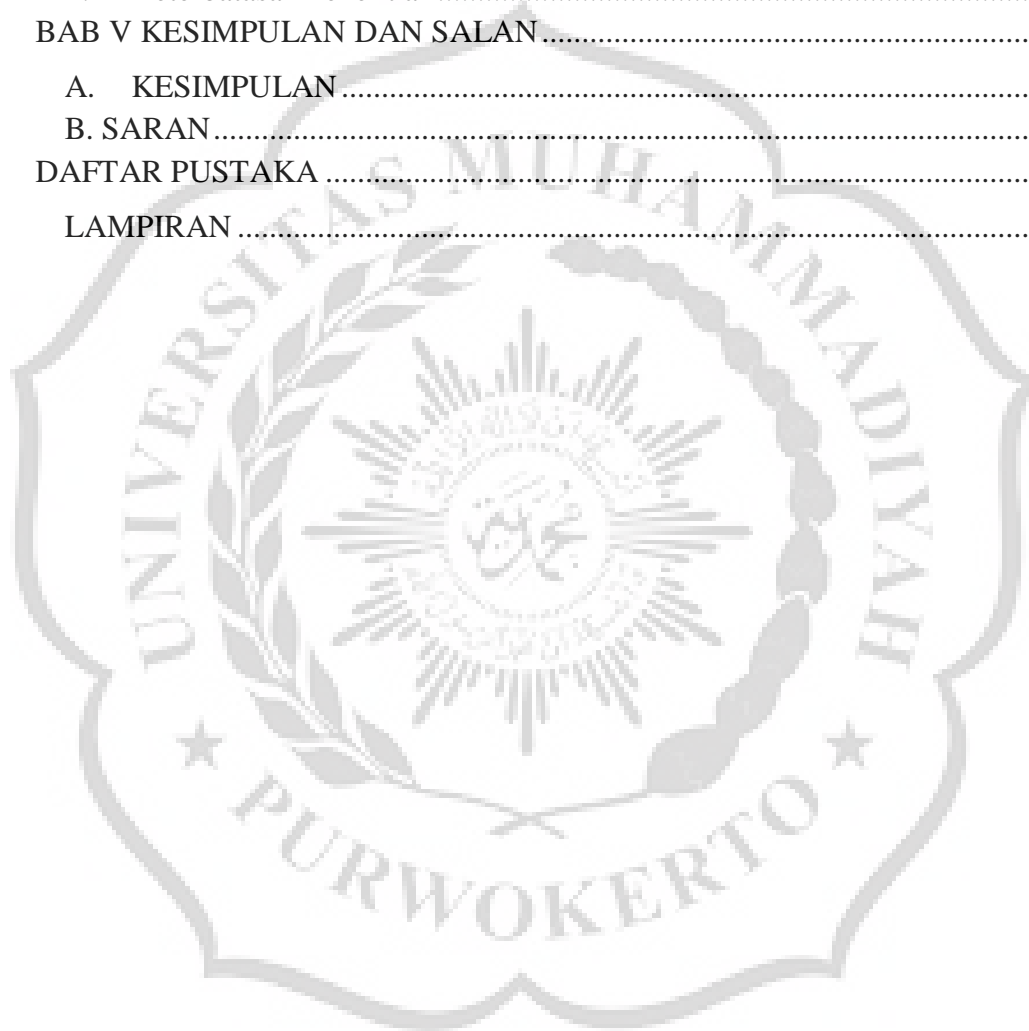 BAB V KESIMPULAN DAN SALAN
A. KESIMPULAN
B. SARAN
DAFTAR PUSTAKA
LAMPIRAN
UNIVERSITAS MUHAMMADIYAH
PURWOKERTO